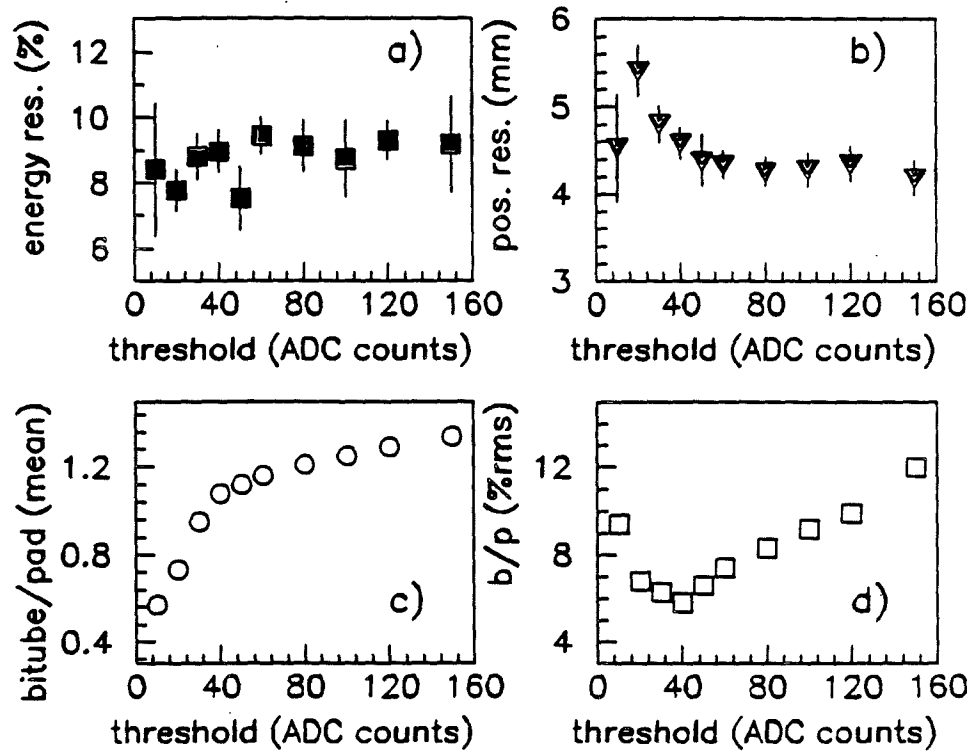 energy res. (%)
12
10
8
6
a)
0 40 80 120 160
threshold (ADC counts)
pos. res. (mm)
6
5
4
3
b)
0 40 80 120 160
threshold (ADC counts)
bitube/pad (mean)
1.2
0.8
0.4
c)
0 40 80 120 160
threshold (ADC counts)
b/p (%rms)
12
8
4
d)
0 40 80 120 160
threshold (ADC counts)